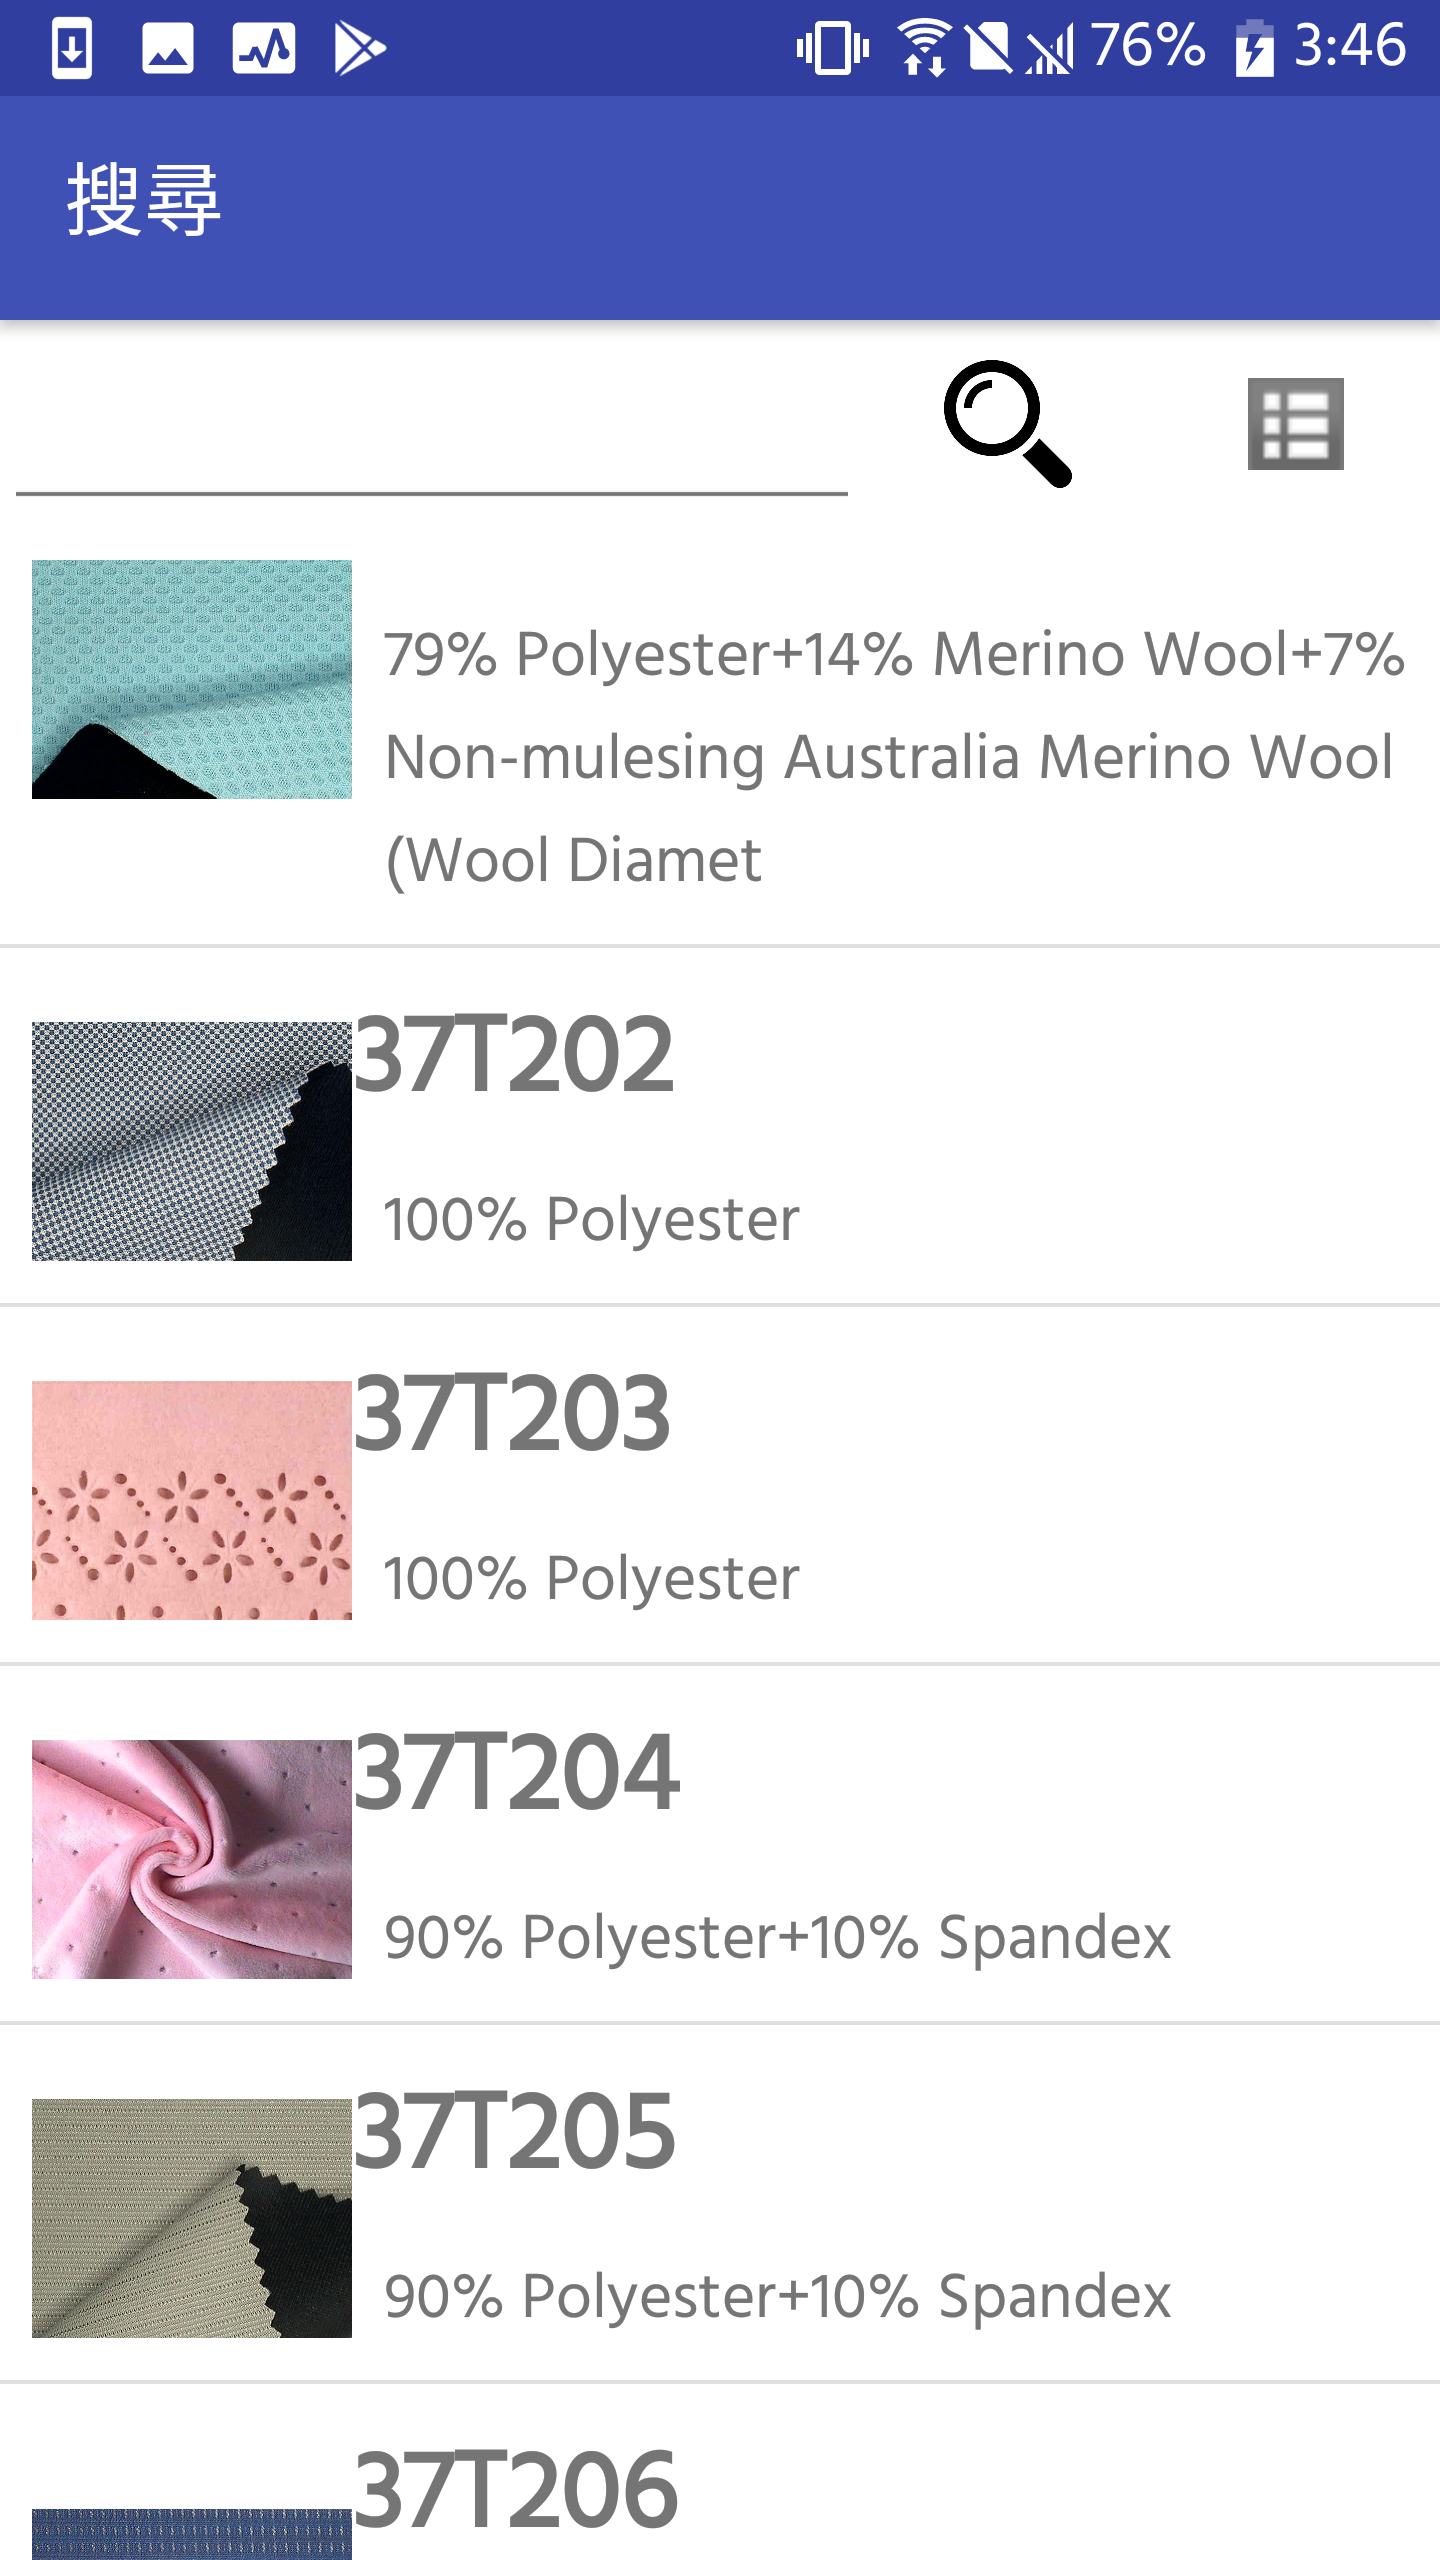 76% 3:46
搜尋
79% Polyester+14% Merino Wool+7%
Non-mulesing Australia Merino Wool
(Wool Diamet
37T202
100% Polyester
37T203
100% Polyester
37T204
90% Polyester+10% Spandex
37T205
90% Polyester+10% Spandex
37T206